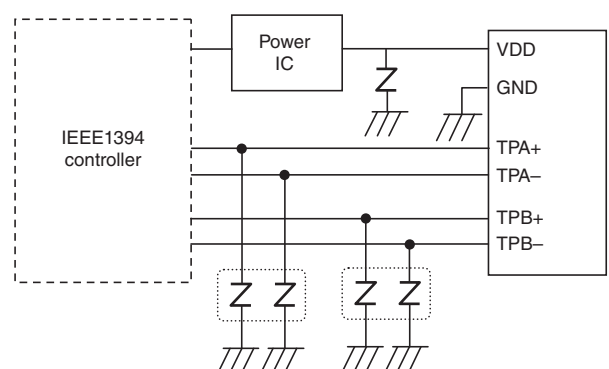 Power
IC
VDD
GND
IEEE1394
controller
TPA+
TPA–
TPB+
TPB–